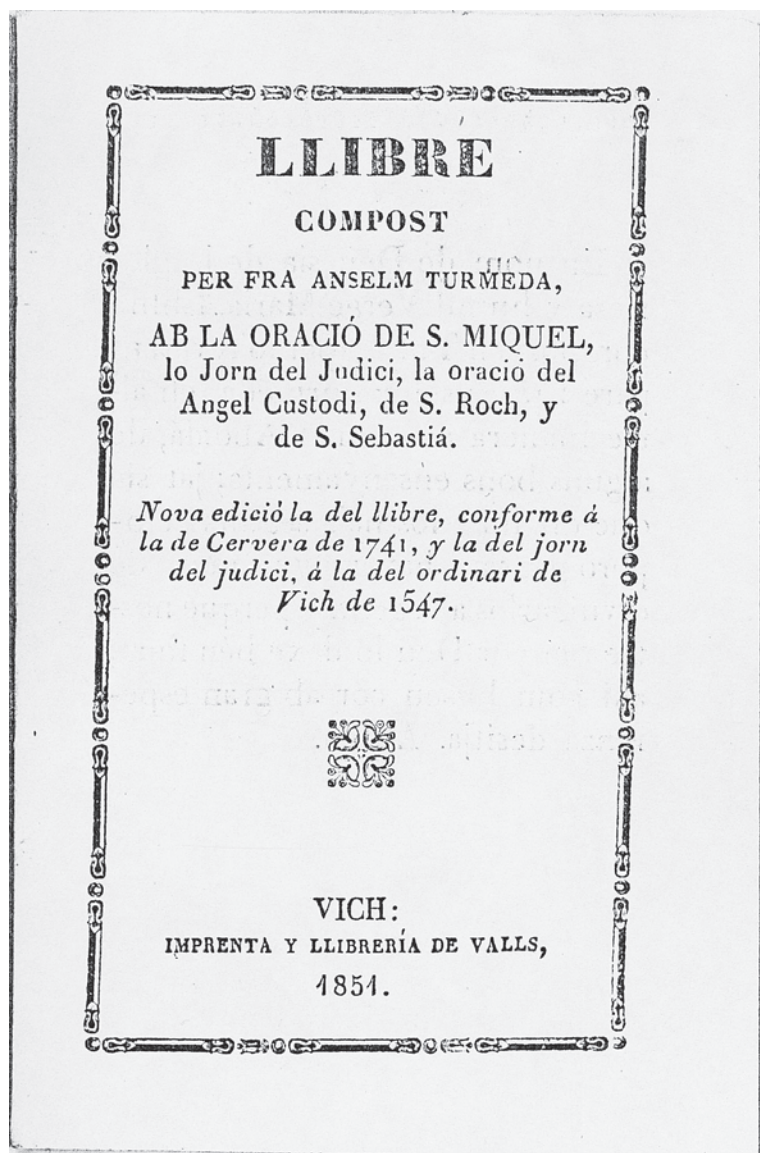 LLIBRE
COMPOST
PER FRA ANSELM TURMEDA,
AB LA ORACIÓ DE S. MIQUEL,
lo Jorn del Judici, la oració del
Angel Custodi, de S. Roch, y
de S. Sebastiá.
Nova edició la del llibre, conforme á
la de Cervera de 1741, y la del jorn
del judici, á la del ordinari de
Vich de 1547.
VICH:
IMPRENTA Y LLIBRERÍA DE VALLS,
1851.